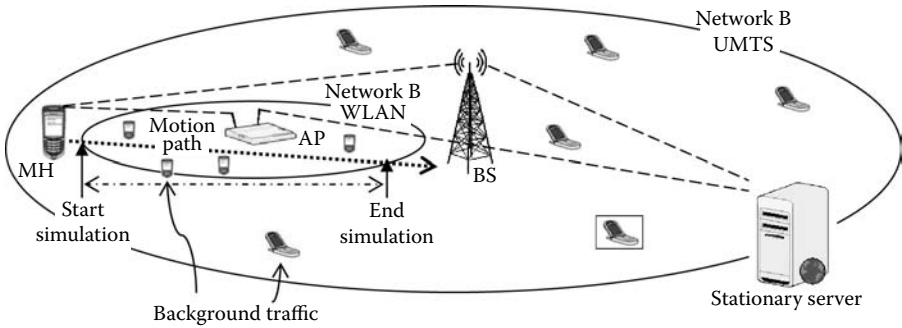 Network B
UMTS
Network B
WLAN
Motion
path
AP
MH
BS
Start
simulation
End
simulation
Background traffic
Stationary server